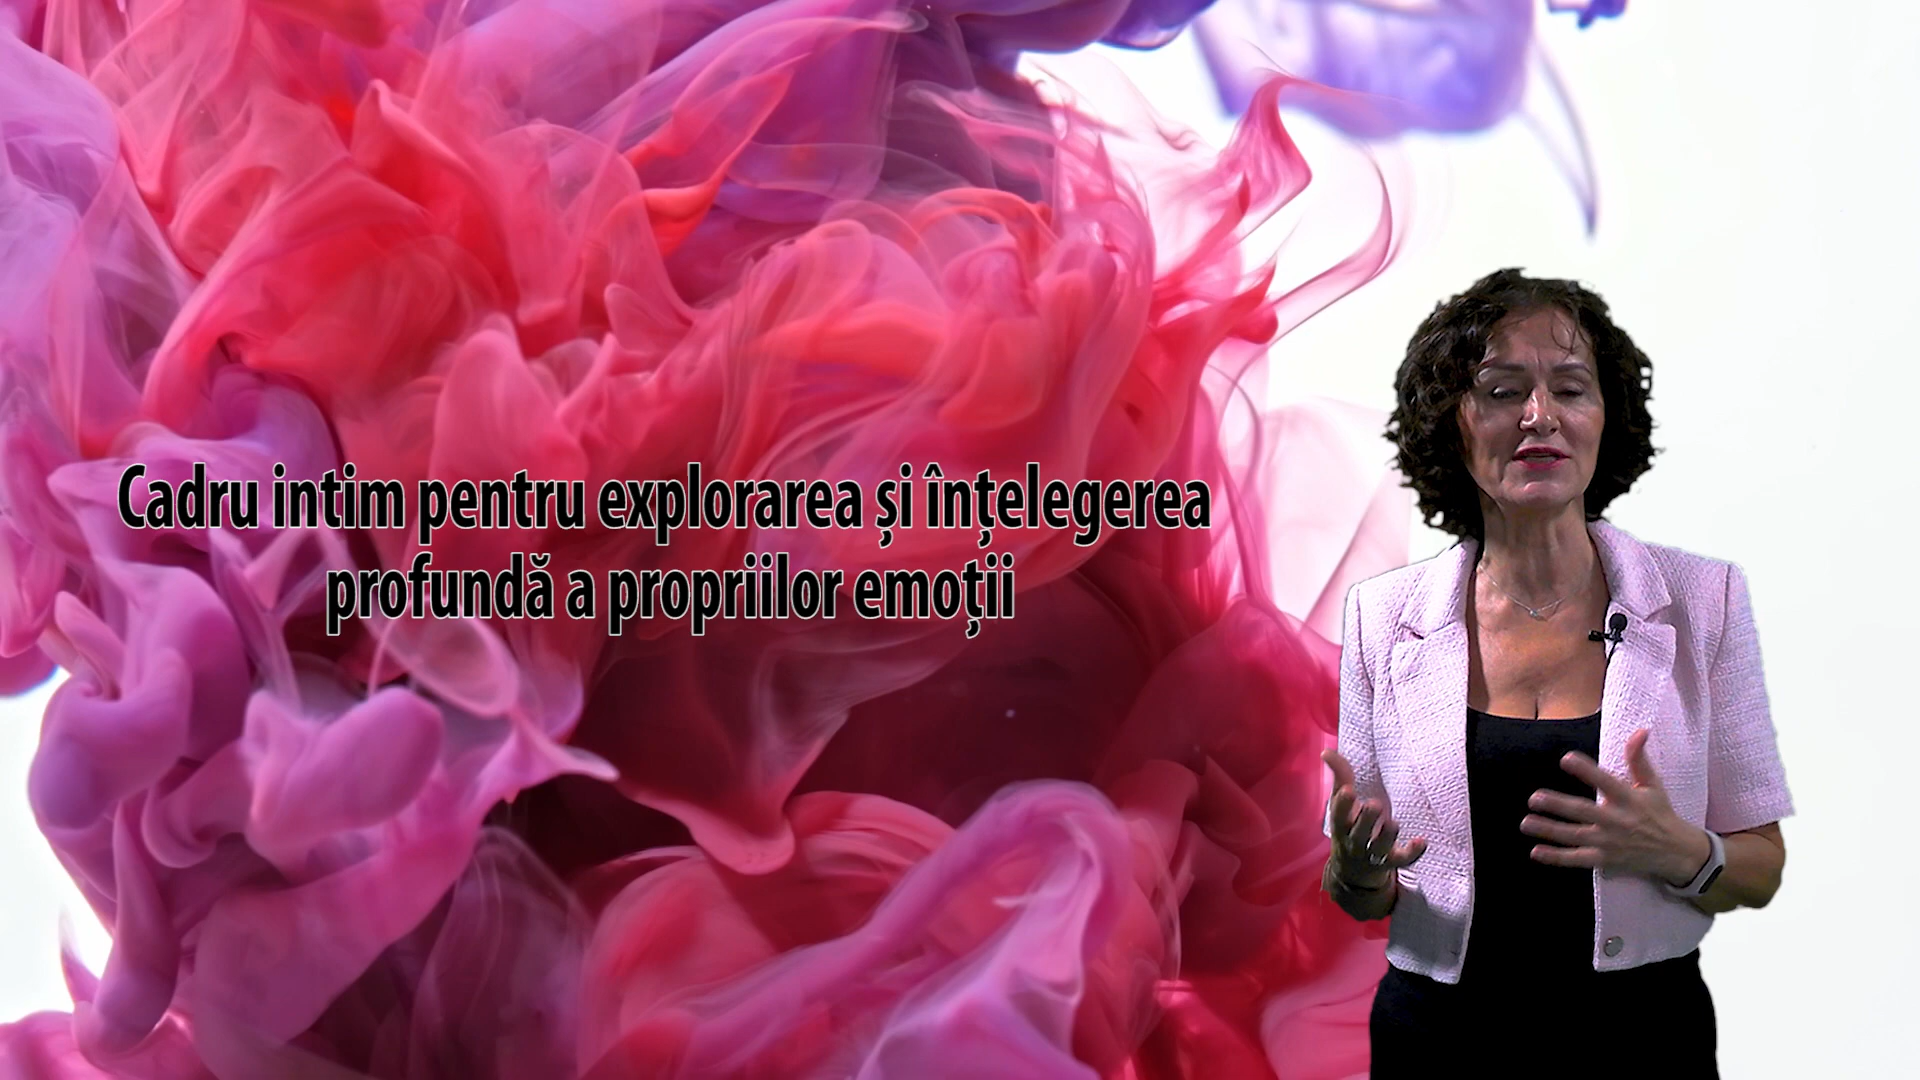 Cadru intim pentru explorarea și înțelegerea
profundă a propriilor emoții